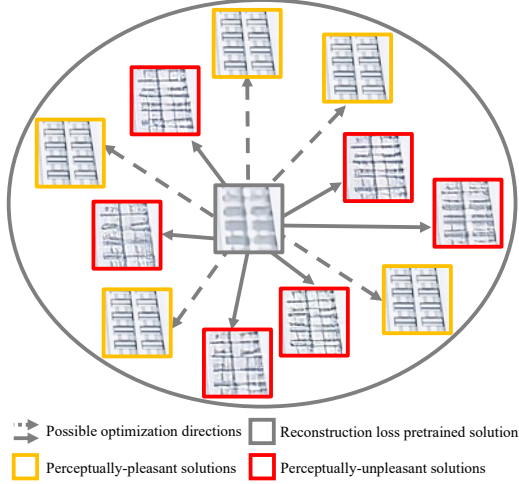 Possible optimization directions
Reconstruction loss pretrained solution
Perceptually-pleasant solutions
Perceptually-unpleasant solutions